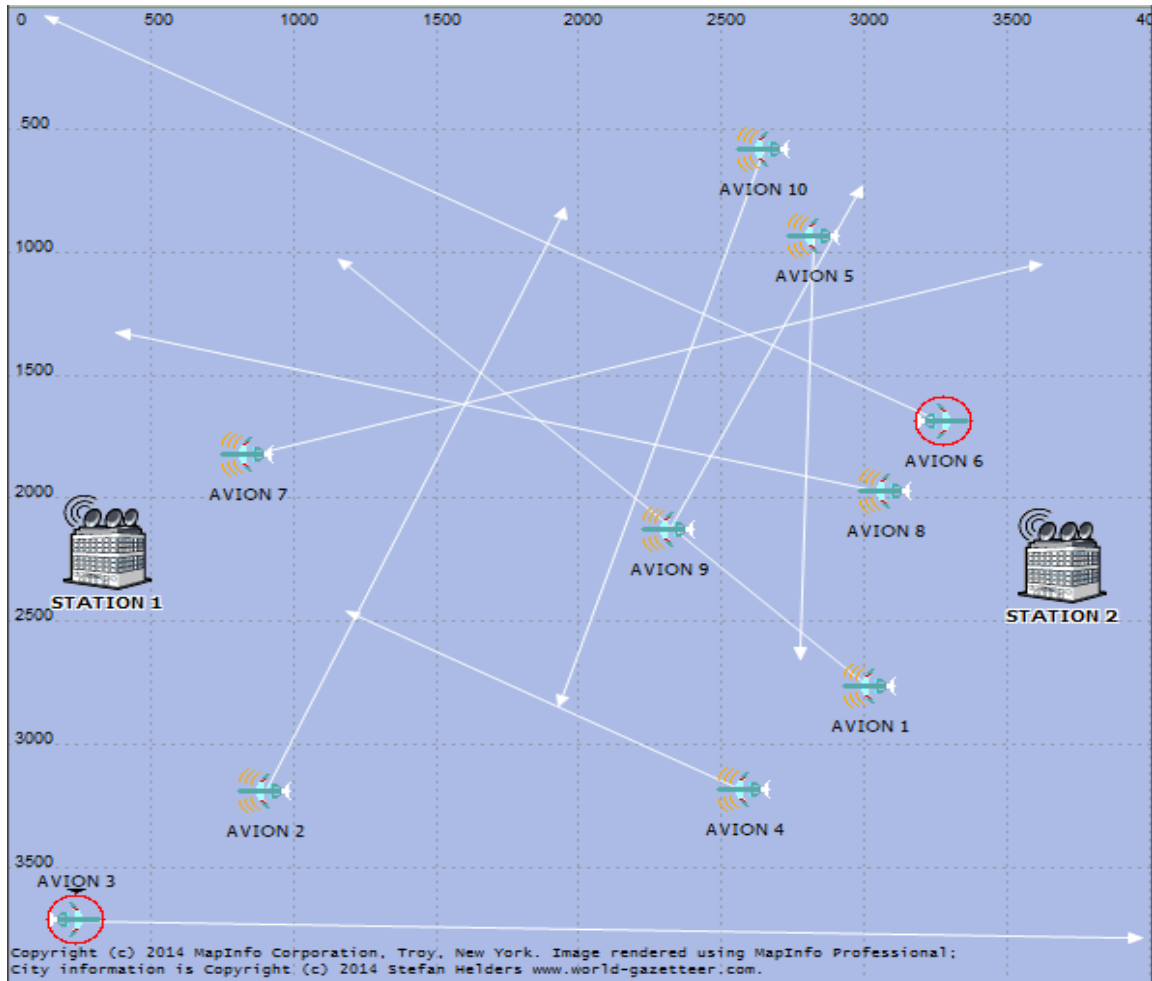 0 500 1000 1500 2000 2500 3000 3500 40
500
AVION 10
1000
AVION 5
1500
AVION 6
AVION 7
2000
AVION 8
AVION 9
STATION 1
STATION 2
2500
AVION 1
3000
AVION 2
AVION 4
3500
AVION 3
Copyright (c) 2014 MapInfo Corporation, Troy, New York. Image rendered using MapInfo Professional;
City information is Copyright (c) 2014 Stefan Helders www.world-gazetteer.com.